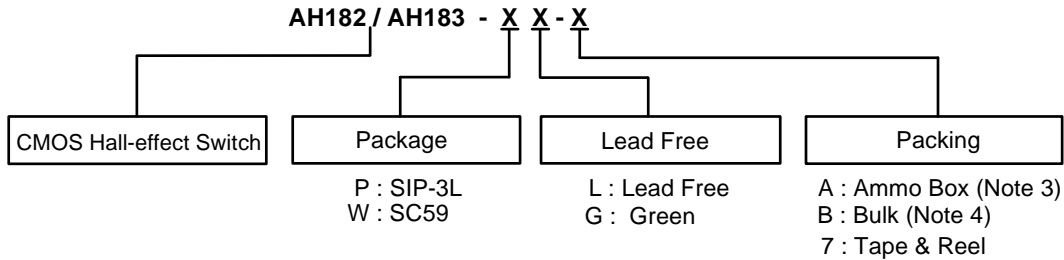 AH182 / AH183 - X X - X
CMOS Hall-effect Switch
Package
Lead Free
Packing
P : SIP-3L
W : SC59
L : Lead Free
G : Green
A : Ammo Box (Note 3)
B : Bulk (Note 4)
7 : Tape & Reel